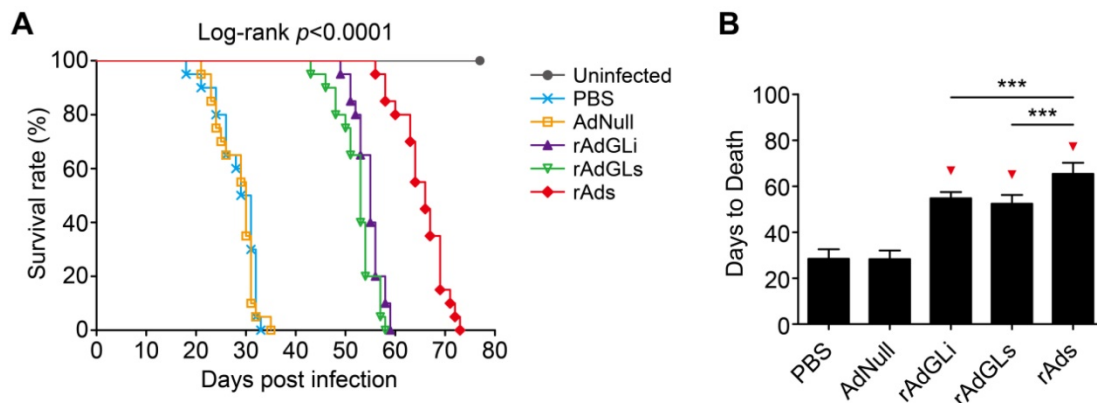 A
Log-rank p<0.0001
Survival rate (%)
100
80
60
40
20
0
0 10 20 30 40 50 60 70 80
Days post infection
Uninfected
PBS
AdNull
rAdGLi
rAdGLs
rAds
B
Days to Death
100
80
60
40
20
0
***
***
PBS
AdNull
rAdGLi
rAdGLs
rAds